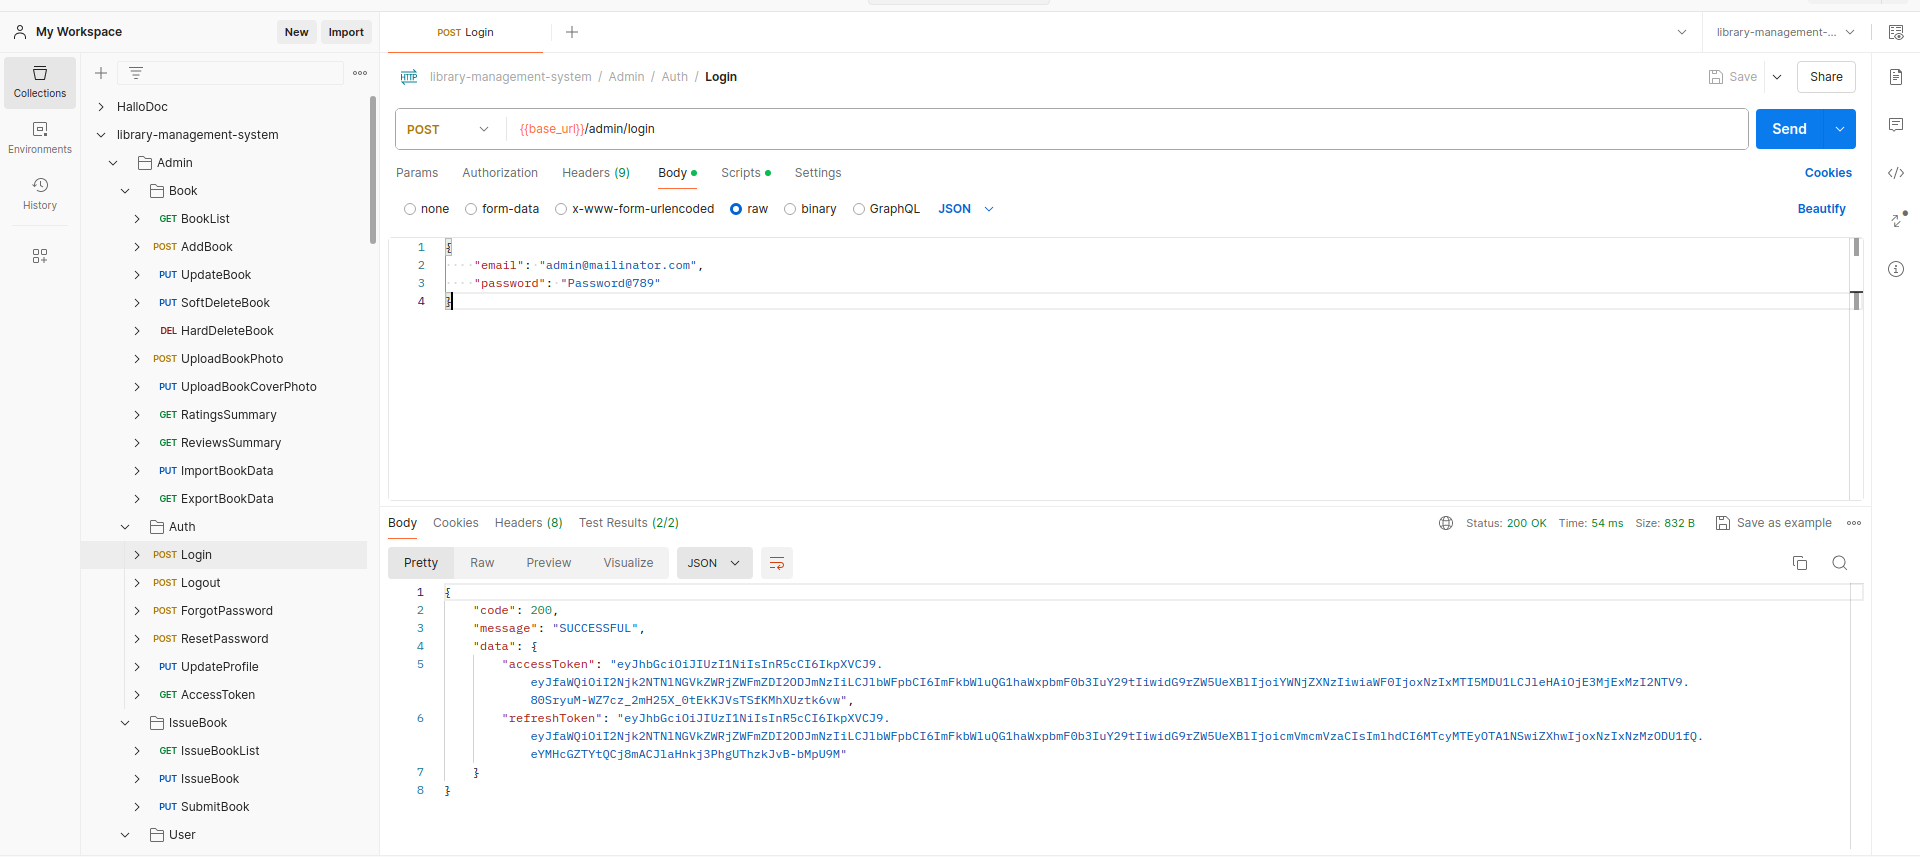 My Workspace
New
Import
POST Login
library-management-...
Collections
Environments
History
HalloDoc
library-management-system
Admin
Book
GET BookList
POST AddBook
PUT UpdateBook
PUT SoftDeleteBook
DEL HardDeleteBook
POST UploadBookPhoto
PUT UploadBookCoverPhoto
GET RatingsSummary
GET ReviewsSummary
PUT ImportBookData
GET ExportBookData
Auth
POST Login
POST Logout
POST ForgotPassword
POST ResetPassword
PUT UpdateProfile
GET AccessToken
IssueBook
GET IssueBookList
PUT IssueBook
PUT SubmitBook
User
HTTP library-management-system / Admin / Auth / Login
Save
Share
POST
{{base_url}}/admin/login
Send
Params Authorization Headers (9) Body Scripts Settings
Cookies
none form-data x-www-form-urlencoded raw binary GraphQL JSON
Beautify
1 {
2 "email": "admin@mailinator.com",
3 "password": "Password@789"
4 }
Body Cookies Headers (8) Test Results (2/2)
Status: 200 OK Time: 54 ms Size: 832 B Save as example
Pretty Raw Preview Visualize JSON
1 {
2 "code": 200,
3 "message": "SUCCESSFUL",
4 "data": {
5 "accessToken": "eyJhbGciOiJIUzI1NiIsInR5cCI6IkpXVCJ9.
eyJfaWQiOiI2Njk2NTNlNGVkZWRjZWFmZDI2ODJmNzIiLCJlbWFpbCI6ImFkbWluQG1haWxpbmF0b3IuY29tIiwidG9rZW5UeXBlIjoiYWNjZXNzIiwiaWF0IjoxNzIxMTI5MDU1LCJleHAiOjE3MjExMzI2NTV9.
80SryuM-WZ7cz_2mH25X_0tEkKJVsTSfKMhXUztk6vw",
6 "refreshToken": "eyJhbGciOiJIUzI1NiIsInR5cCI6IkpXVCJ9.
eyJfaWQiOiI2Njk2NTNlNGVkZWRjZWFmZDI2ODJmNzIiLCJlbWFpbCI6ImFkbWluQG1haWxpbmF0b3IuY29tIiwidG9rZW5UeXBlIjoicmVmcmVzaCIsImlhdCI6MTcyMTEyOTA1NSwiZXhwIjoxNzIxNzMzODU1fQ.
eYMHcGZTYtQCj8mACJlaHnkj3PhgUThzkJvB-bMpU9M"
7 }
8 }